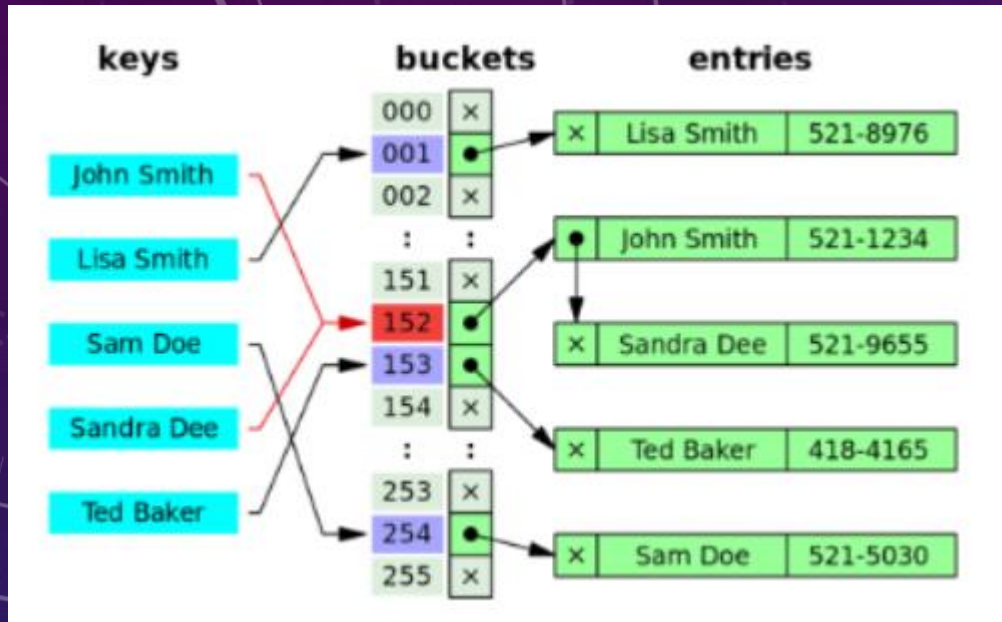 keys buckets entries
000 ×
× Lisa Smith 521-8976
001
John Smith
002 ×
: :
John Smith 521-1234
Lisa Smith
151 ×
152
Sam Doe
× Sandra Dee 521-9655
153
154 ×
Sandra Dee
: :
× Ted Baker 418-4165
253 ×
Ted Baker
254
× Sam Doe 521-5030
255 ×